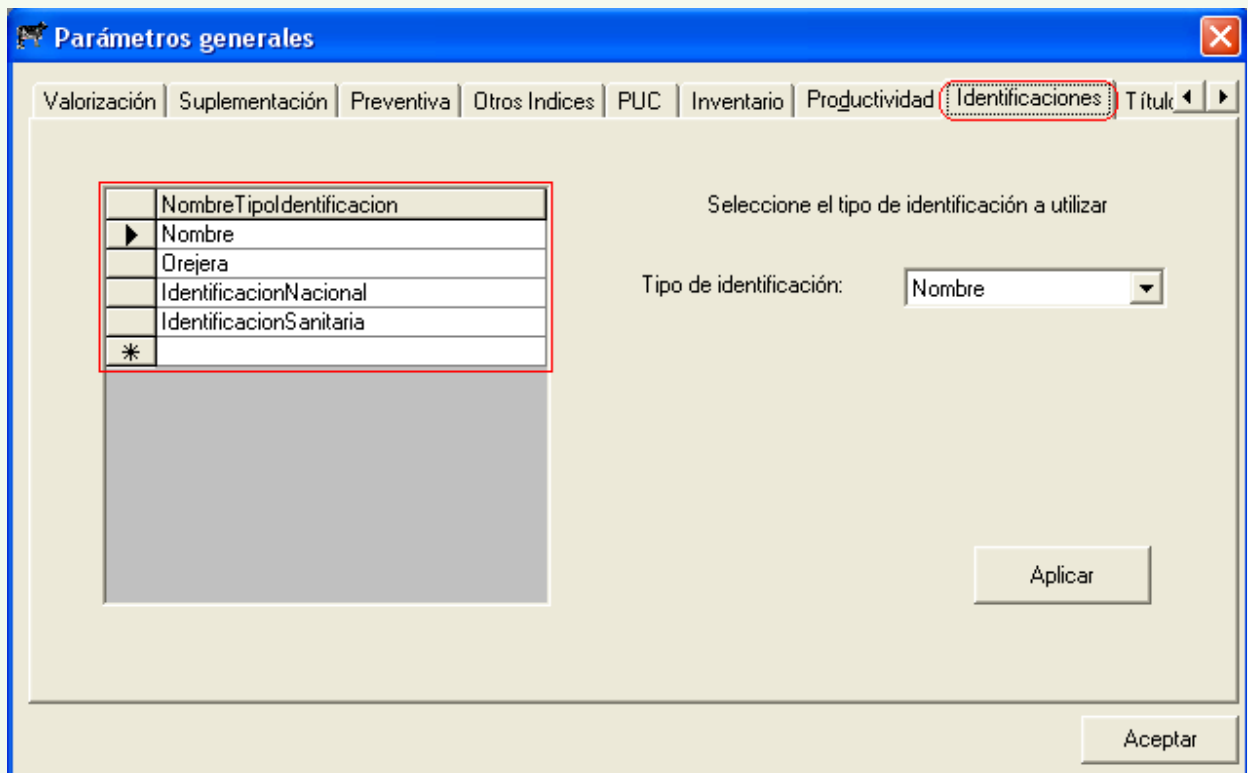 Parámetros generales
Valorización Suplementación Preventiva Otros Indices PUC Inventario Productividad Identificaciones Títulc
NombreTipoIdentificacion
Nombre
Orejera
IdentificacionNacional
IdentificacionSanitaria
Seleccione el tipo de identificación a utilizar
Tipo de identificación: Nombre
Aplicar
Aceptar